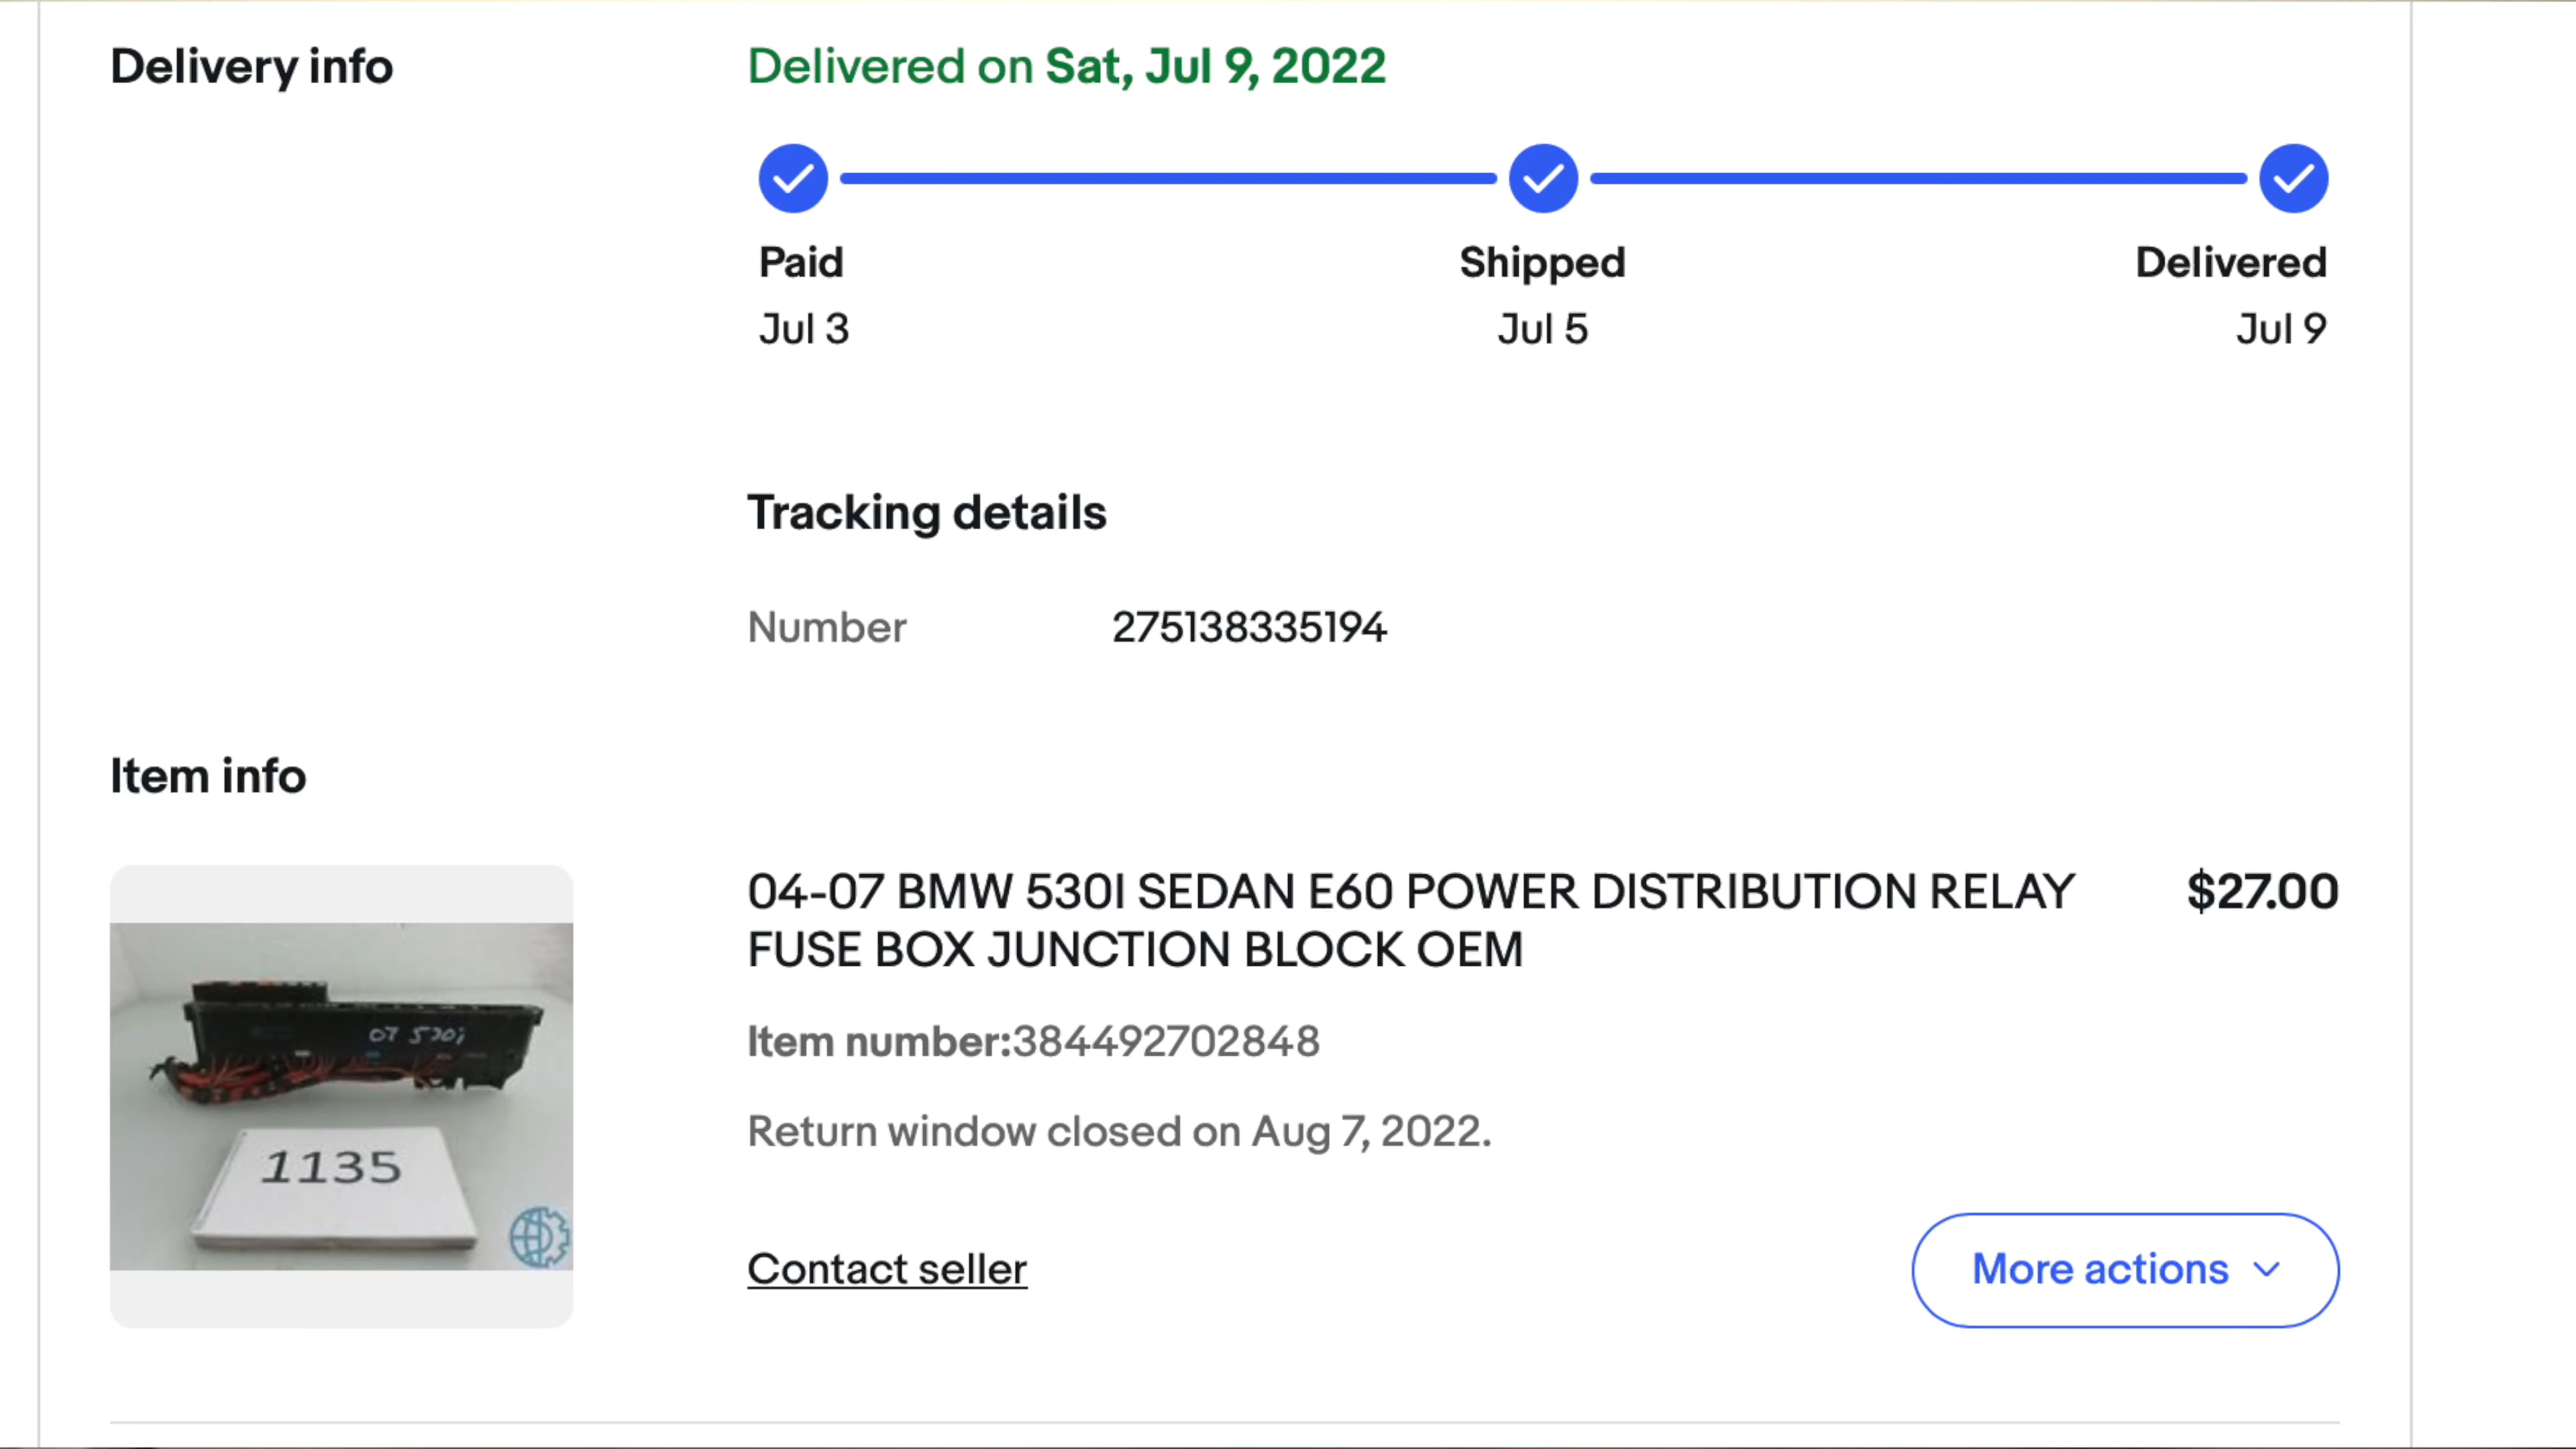 Delivery info
Delivered on Sat, Jul 9, 2022
Paid
Shipped
Delivered
Jul 3
Jul 5
Jul 9
Tracking details
Number 275138335194
Item info
04-07 BMW 530I SEDAN E60 POWER DISTRIBUTION RELAY
FUSE BOX JUNCTION BLOCK OEM
$27.00
07 530i
1135
Item number:384492702848
Return window closed on Aug 7, 2022.
Contact seller
More actions